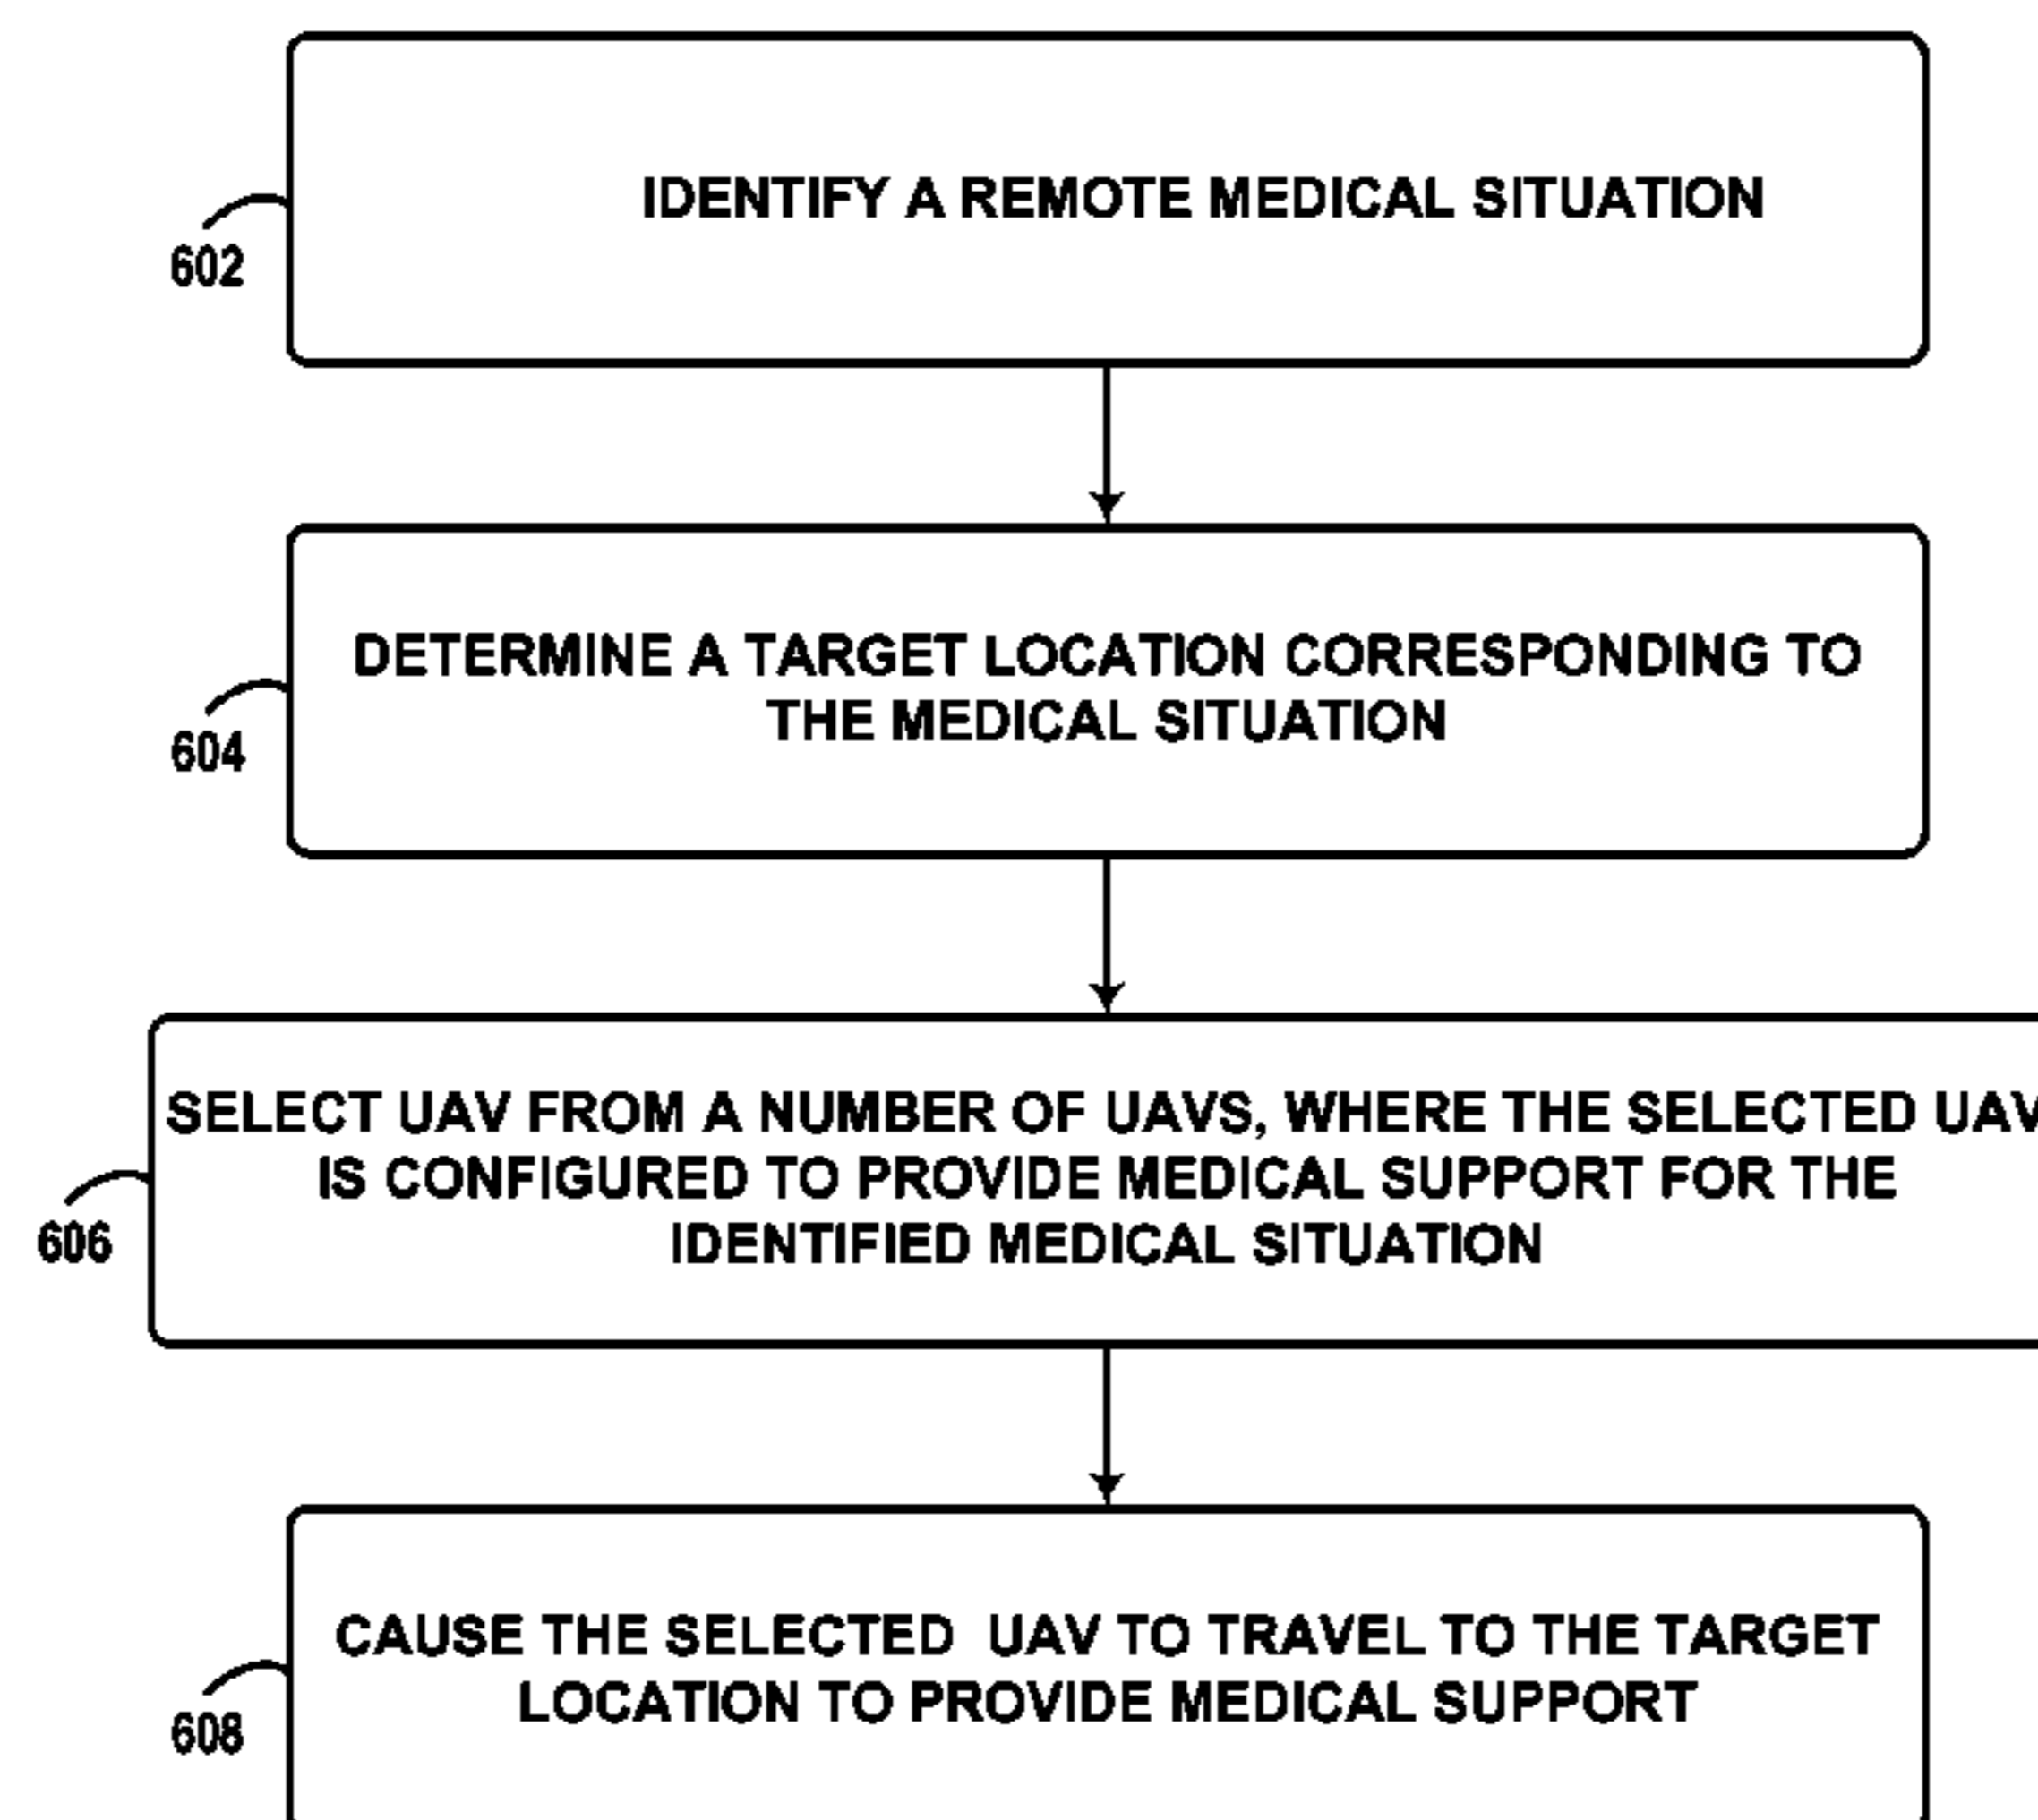 IDENTIFY A REMOTE MEDICAL SITUATION
602
DETERMINE A TARGET LOCATION CORRESPONDING TO
THE MEDICAL SITUATION
604
SELECT UAV FROM A NUMBER OF UAVS, WHERE THE SELECTED UAV
IS CONFIGURED TO PROVIDE MEDICAL SUPPORT FOR THE
IDENTIFIED MEDICAL SITUATION
606
CAUSE THE SELECTED UAV TO TRAVEL TO THE TARGET
LOCATION TO PROVIDE MEDICAL SUPPORT
608